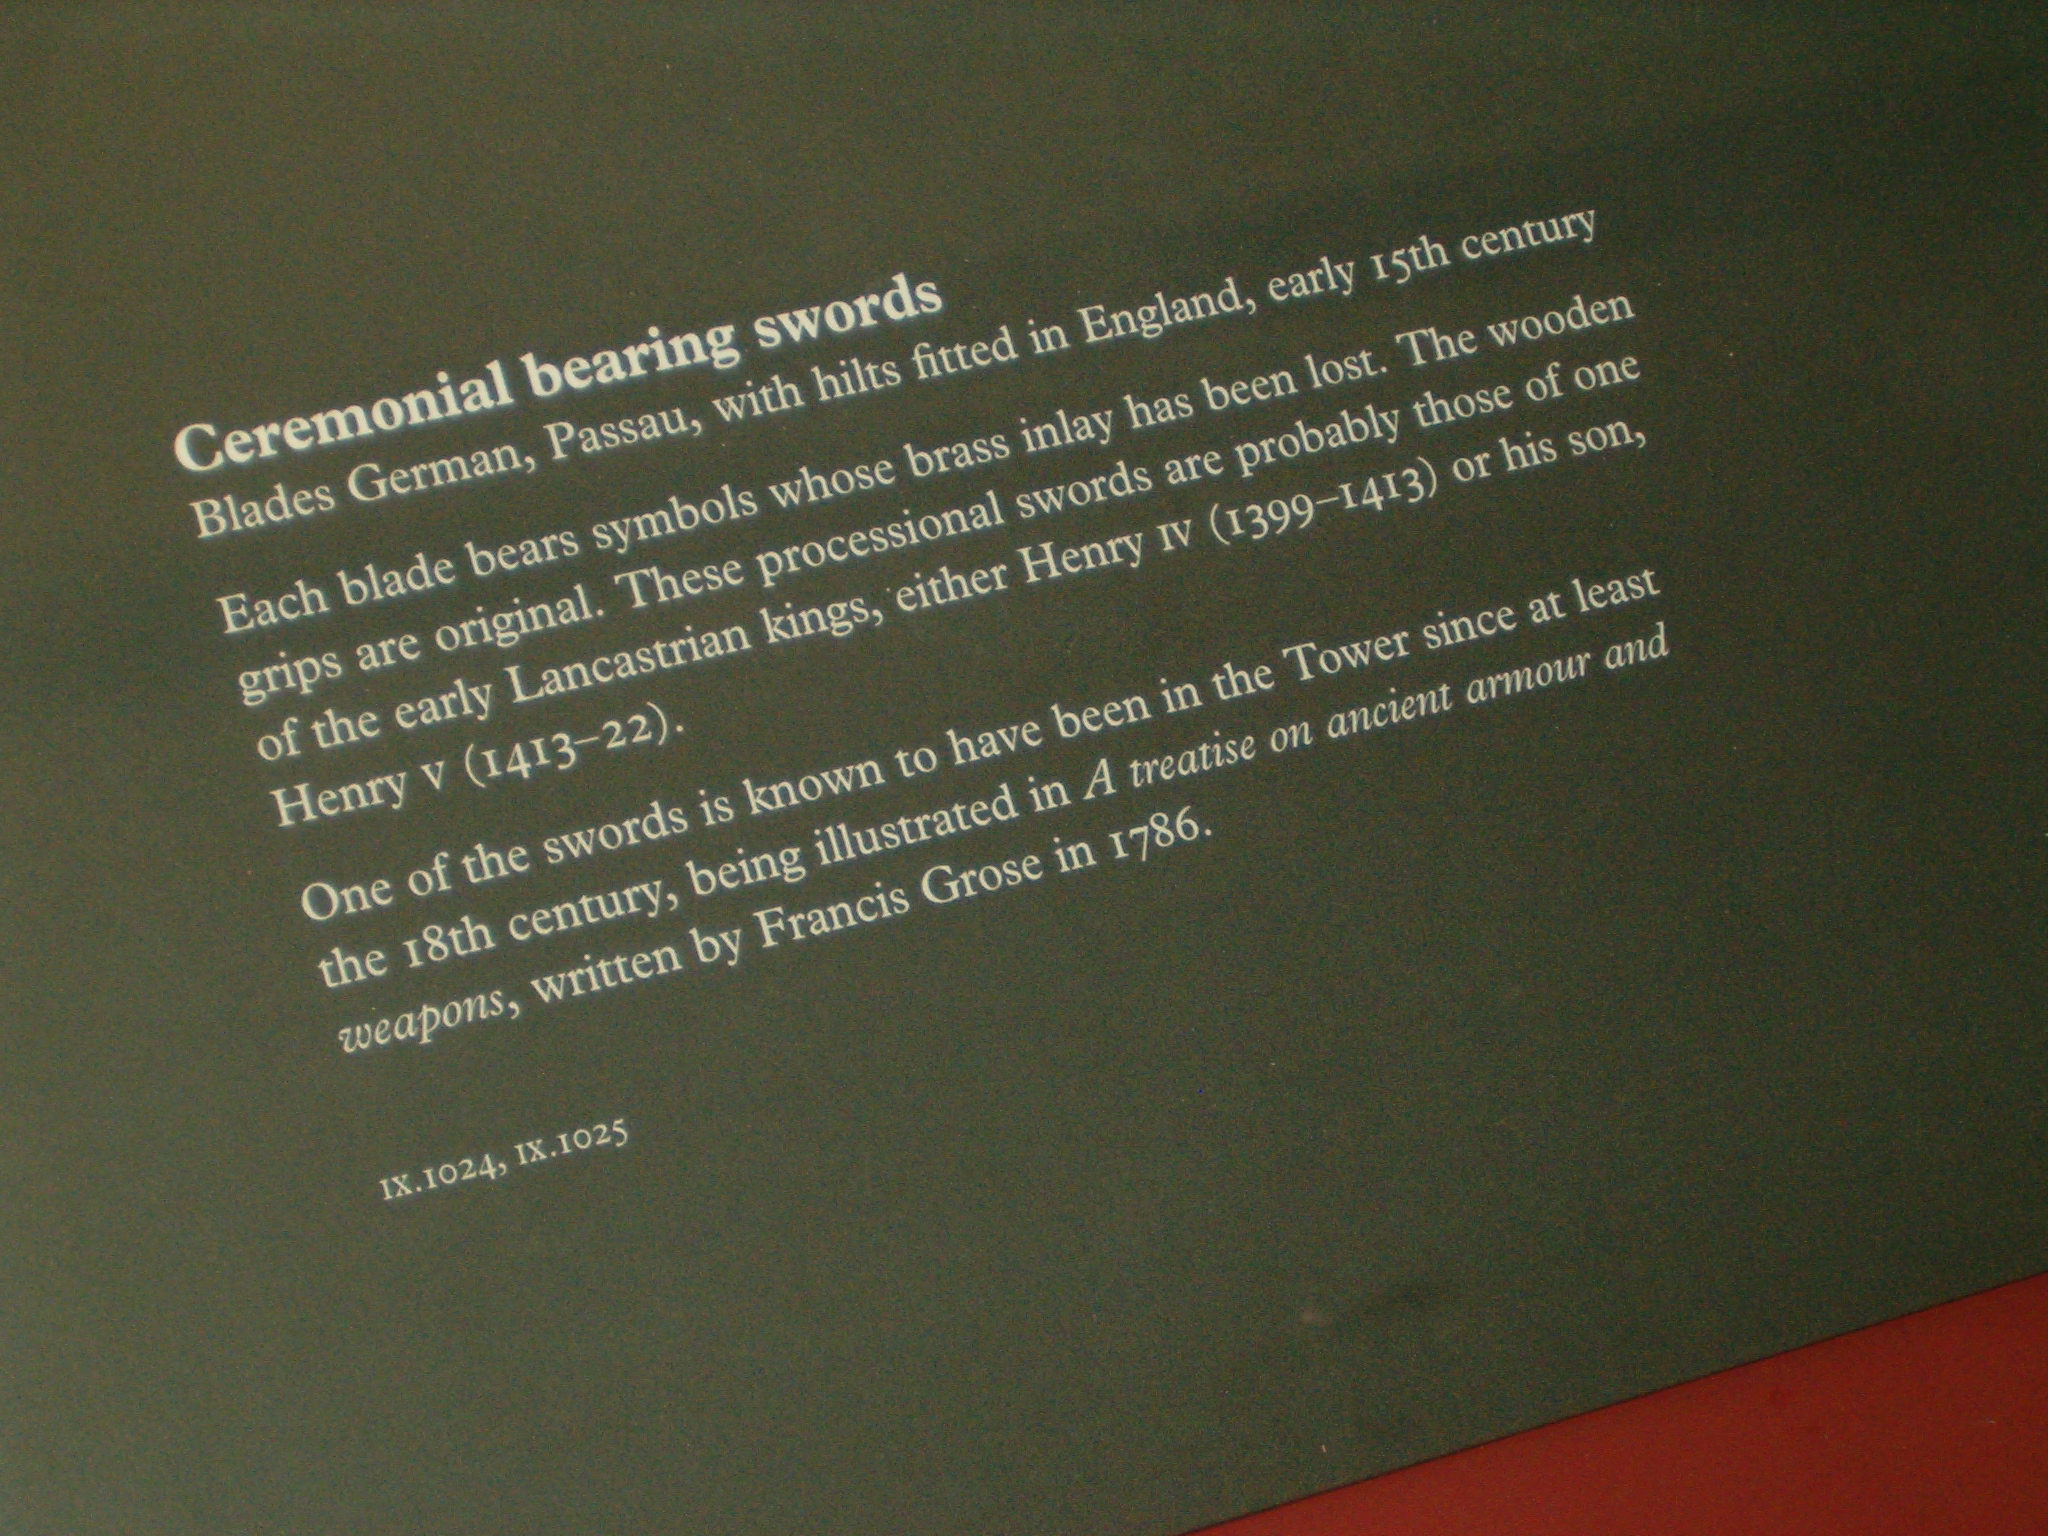 Ceremonial bearing swords
Blades German, Passau, with hilts fitted in England, early 15th century
Each blade bears symbols whose brass inlay has been lost. The wooden
grips are original. These processional swords are probably those of one
of the early Lancastrian kings, either Henry IV (1399–1413) or his son,
Henry V (1413–22).
One of the swords is known to have been in the Tower since at least
the 18th century, being illustrated in A treatise on ancient armour and
weapons, written by Francis Grose in 1786.
IX.1024, IX.1025